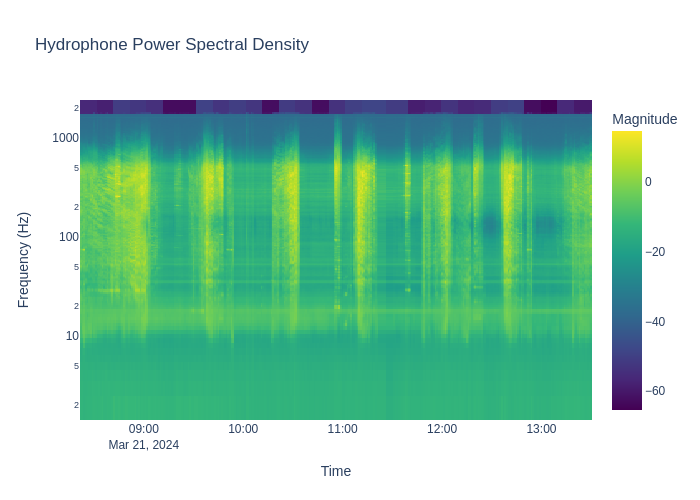 Hydrophone Power Spectral Density
Magnitude
0
−20
−40
−60
Frequency (Hz)
2
1000
5
2
100
5
2
10
5
2
09:00 10:00 11:00 12:00 13:00
Mar 21, 2024
Time